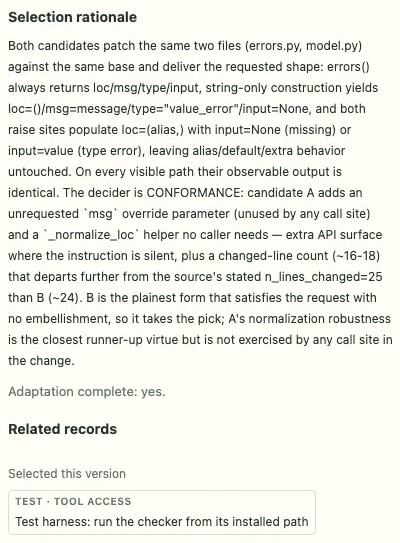 Selection rationale
Both candidates patch the same two files (errors.py, model.py)
against the same base and deliver the requested shape: errors()
always returns loc/msg/type/input, string-only construction yields
loc=()/msg=message/type="value_error"/input=None, and both
raise sites populate loc=(alias,) with input=None (missing) or
input=value (type error), leaving alias/default/extra behavior
untouched. On every visible path their observable output is
identical. The decider is CONFORMANCE: candidate A adds an
unrequested `msg` override parameter (unused by any call site)
and a `_normalize_loc` helper no caller needs — extra API surface
where the instruction is silent, plus a changed-line count (~16-18)
that departs further from the source's stated n_lines_changed=25
than B (~24). B is the plainest form that satisfies the request with
no embellishment, so it takes the pick; A's normalization robustness
is the closest runner-up virtue but is not exercised by any call site in
the change.
Adaptation complete: yes.
Related records
Selected this version
TEST · TOOL ACCESS
Test harness: run the checker from its installed path